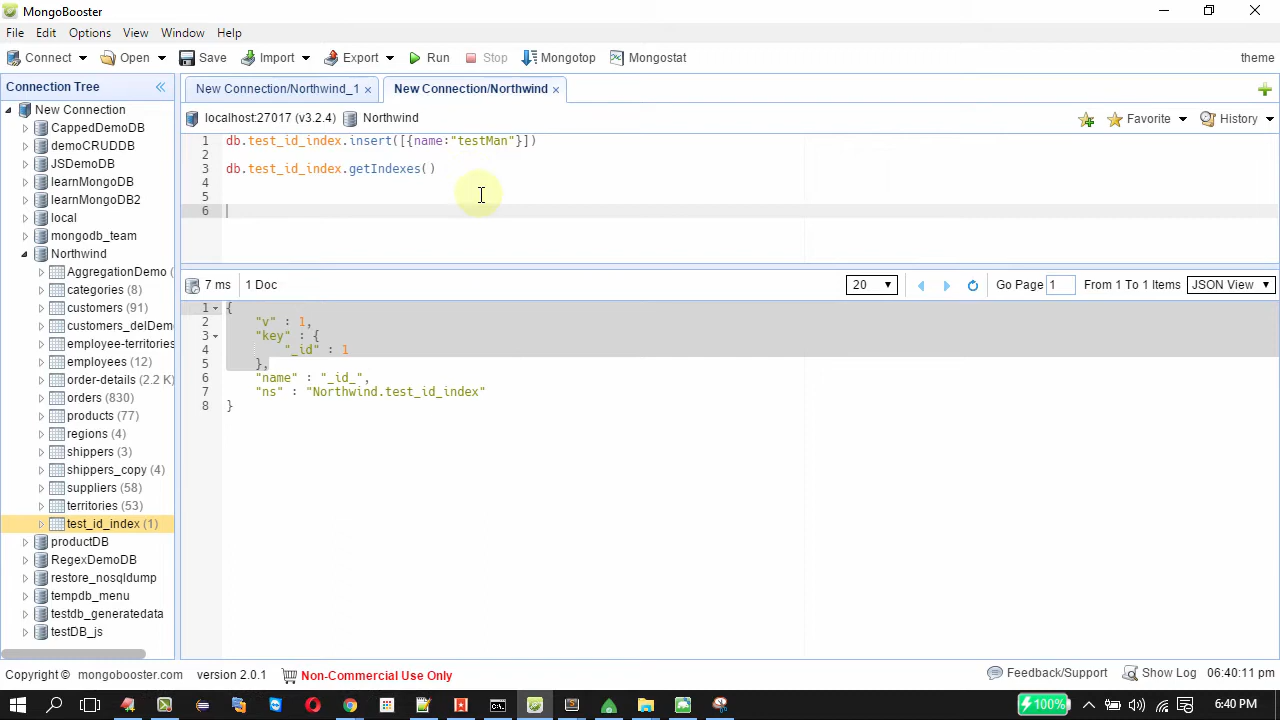 MongoBooster
File Edit Options View Window Help
Connect Open Save Import Export Run Stop Mongotop Mongostat theme
Connection Tree
New Connection/Northwind_1 × New Connection/Northwind ×
localhost:27017 (v3.2.4) Northwind Favorite History
New Connection
CappedDemoDB
demoCRUDDB
JSDemoDB
learnMongoDB
learnMongoDB2
local
mongodb_team
Northwind
AggregationDemo (
categories (8)
customers (91)
customers_delDemo
employee-territories
employees (12)
order-details (2.2 K)
orders (830)
products (77)
regions (4)
shippers (3)
shippers_copy (4)
suppliers (58)
territories (53)
test_id_index (1)
productDB
RegexDemoDB
restore_nosqldump
tempdb_menu
testdb_generatedata
testDB_js
1 db.test_id_index.insert([{name:"testMan"}])
2
3 db.test_id_index.getIndexes()
4
5
6
7 ms 1 Doc 20 Go Page 1 From 1 To 1 Items JSON View
1 {
2 "v" : 1,
3 "key" : {
4 "_id" : 1
5 },
6 "name" : "_id_",
7 "ns" : "Northwind.test_id_index"
8 }
Copyright © mongobooster.com version 2.0.1 Non-Commercial Use Only Feedback/Support Show Log 06:40:11 pm
100% 6:40 PM